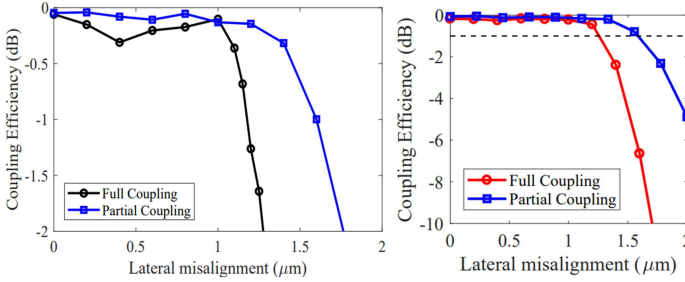 Coupling Efficiency (dB)
0
-0.5
-1
-1.5
-2
Full Coupling
Partial Coupling
0 0.5 1 1.5 2
Lateral misalignment (μm)
Coupling Efficiency (dB)
0
-2
-4
-6
-8
-10
Full Coupling
Partial Coupling
0 0.5 1 1.5 2
Lateral misalignment (μm)